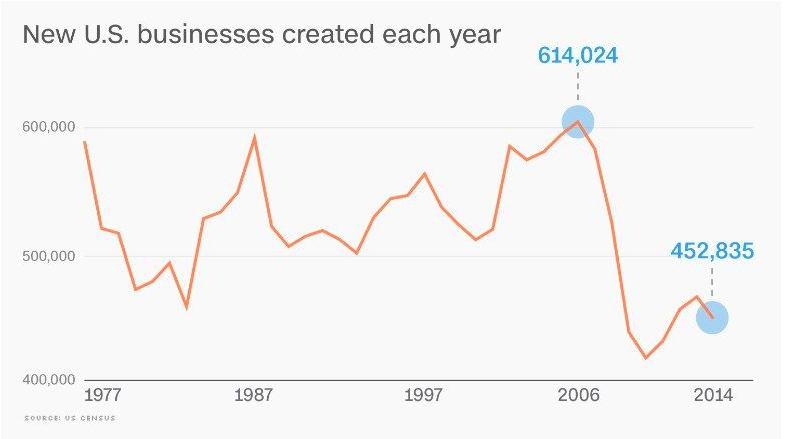 New U.S. businesses created each year
614,024
600,000
500,000
452,835
400,000
1977 1987 1997 2006 2014
SOURCE: US CENSUS